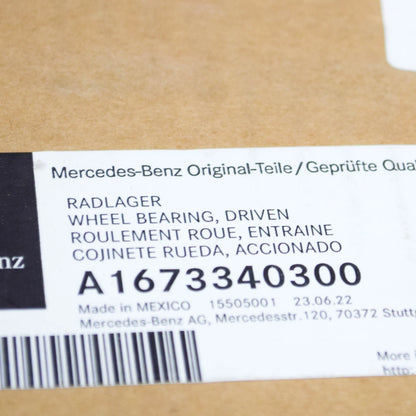 Mercedes-Benz Original-Teile/Geprüfte
RADLAGER
WHEEL BEARING, DRIVEN
ROULEMENT ROUE, ENTRAINE
COJINETE RUEDA, ACCIONADO
nz
A1673340300
Made in MEXICO 15505001 23.06.22
Mercedes-Benz AG, Mercedesstr.120, 70372 Stutt
More
http: